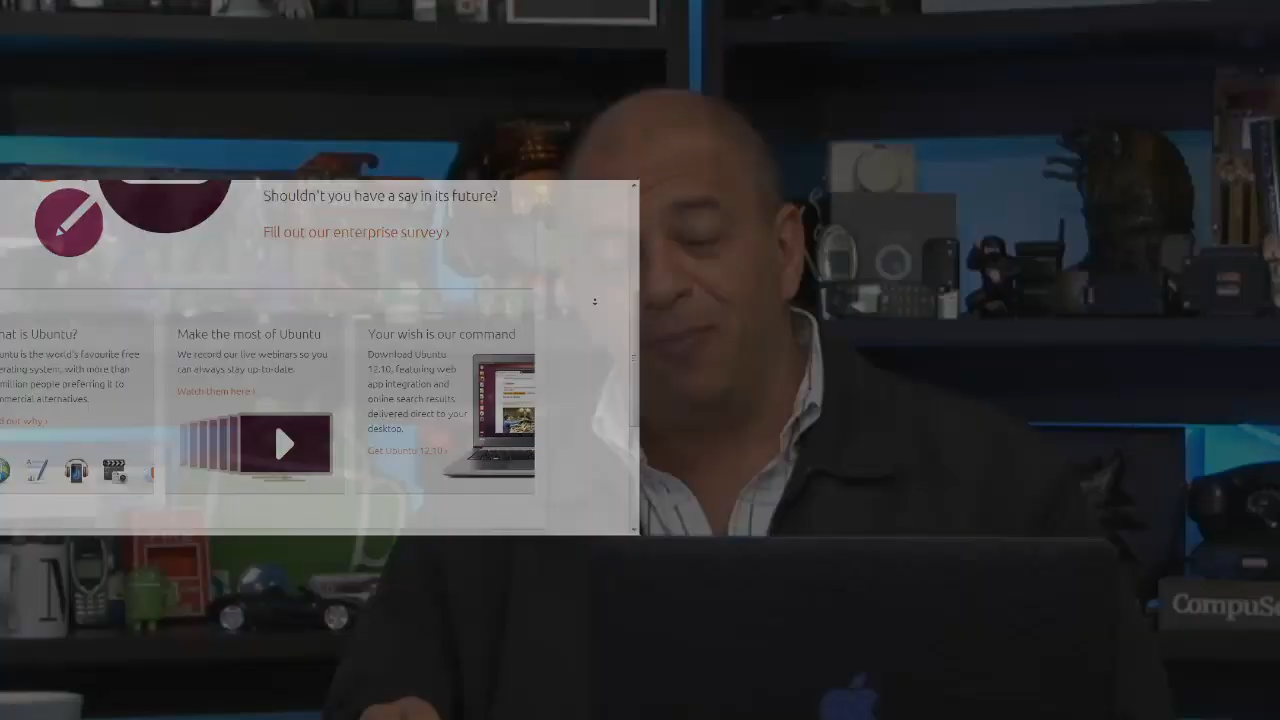 Shouldn't you have a say in its future?
Fill out our enterprise survey ›
hat is Ubuntu?
untu is the world's favourite free
erating system, with more than
million people preferring it to
mmercial alternatives.
d out why ›
Make the most of Ubuntu
We record our live webinars so you
can always stay up-to-date.
Watch them here ›
Your wish is our command
Download Ubuntu
12.10, featuring web
app integration and
online search results
delivered direct to your
desktop.
Get Ubuntu 12.10 ›
CompuSe